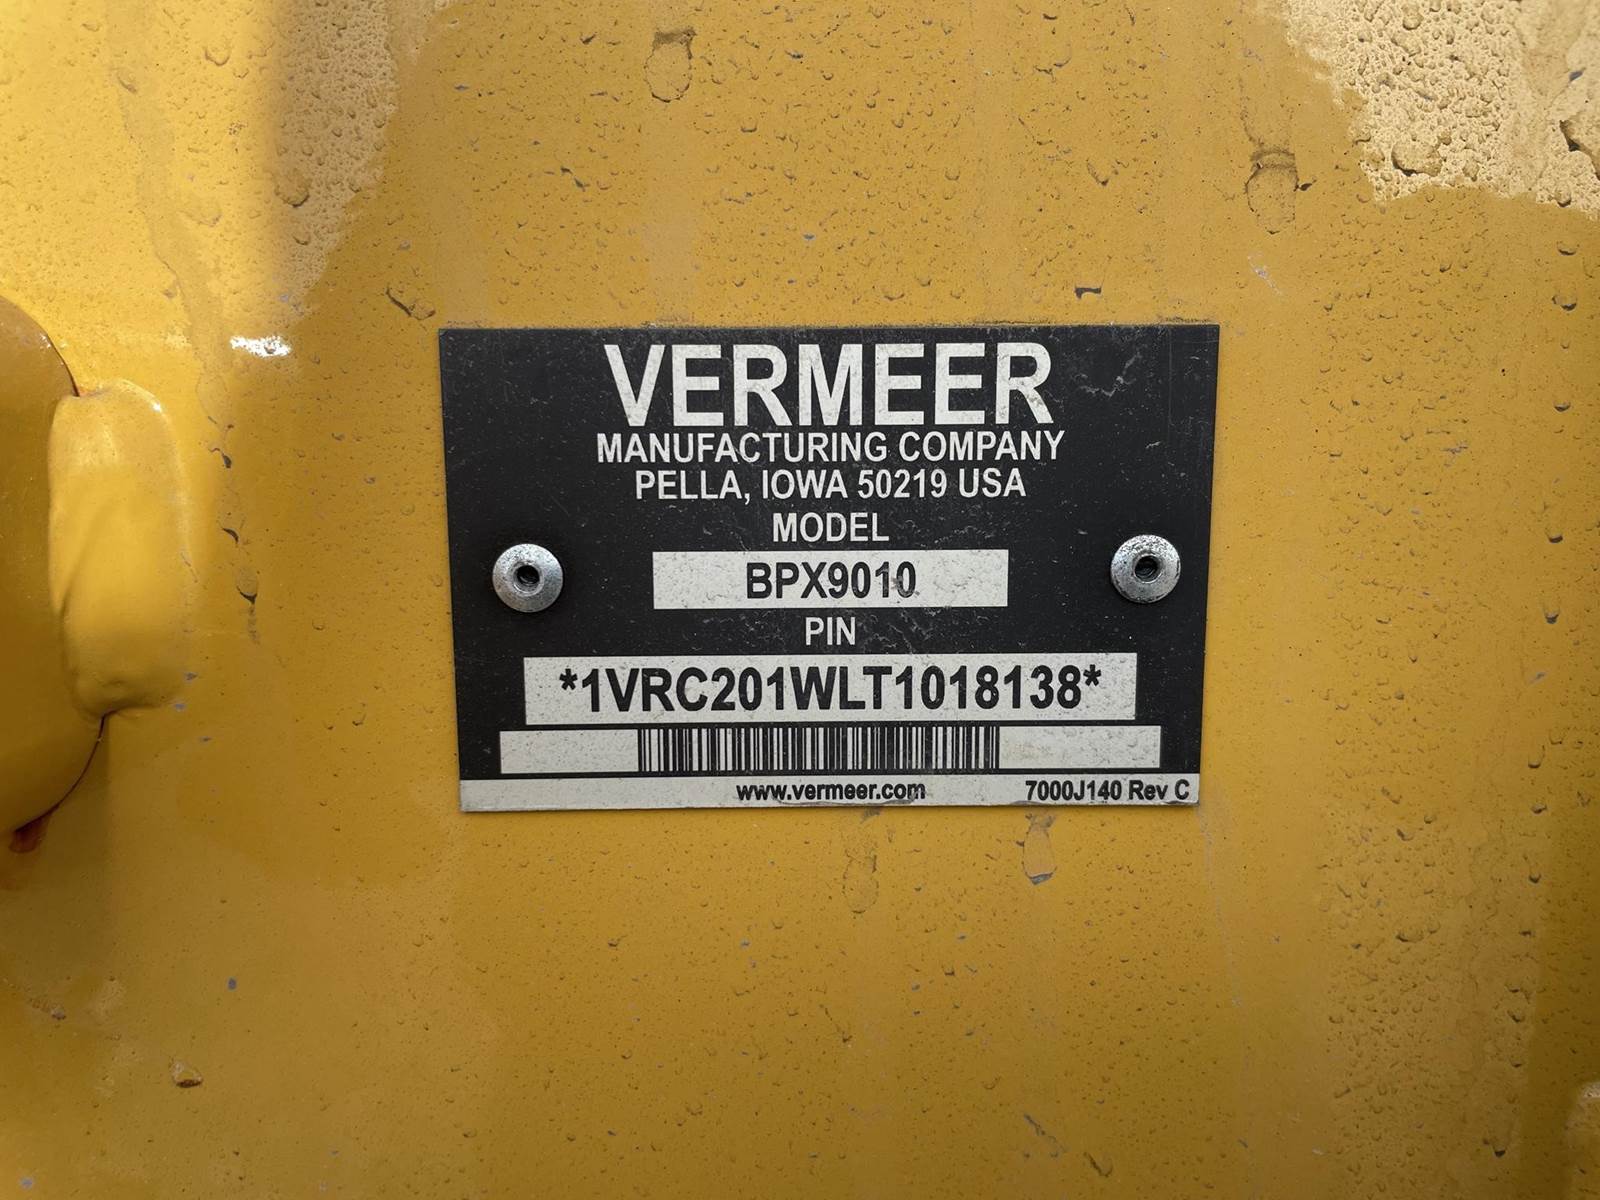 VERMEER
MANUFACTURING COMPANY
PELLA, IOWA 50219 USA
MODEL
BPX9010
PIN
*1VRC201WLT1018138*
www.vermeer.com
7000J140 Rev C